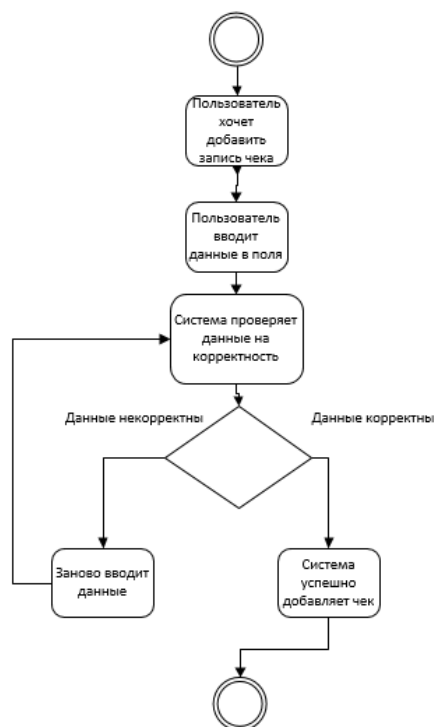 Пользователь
хочет
добавить
запись чека
Пользователь
вводит
данные в поля
Система проверяет
данные на
корректность
Данные некорректны
Данные корректны
Заново вводит
данные
Система
успешно
добавляет чек